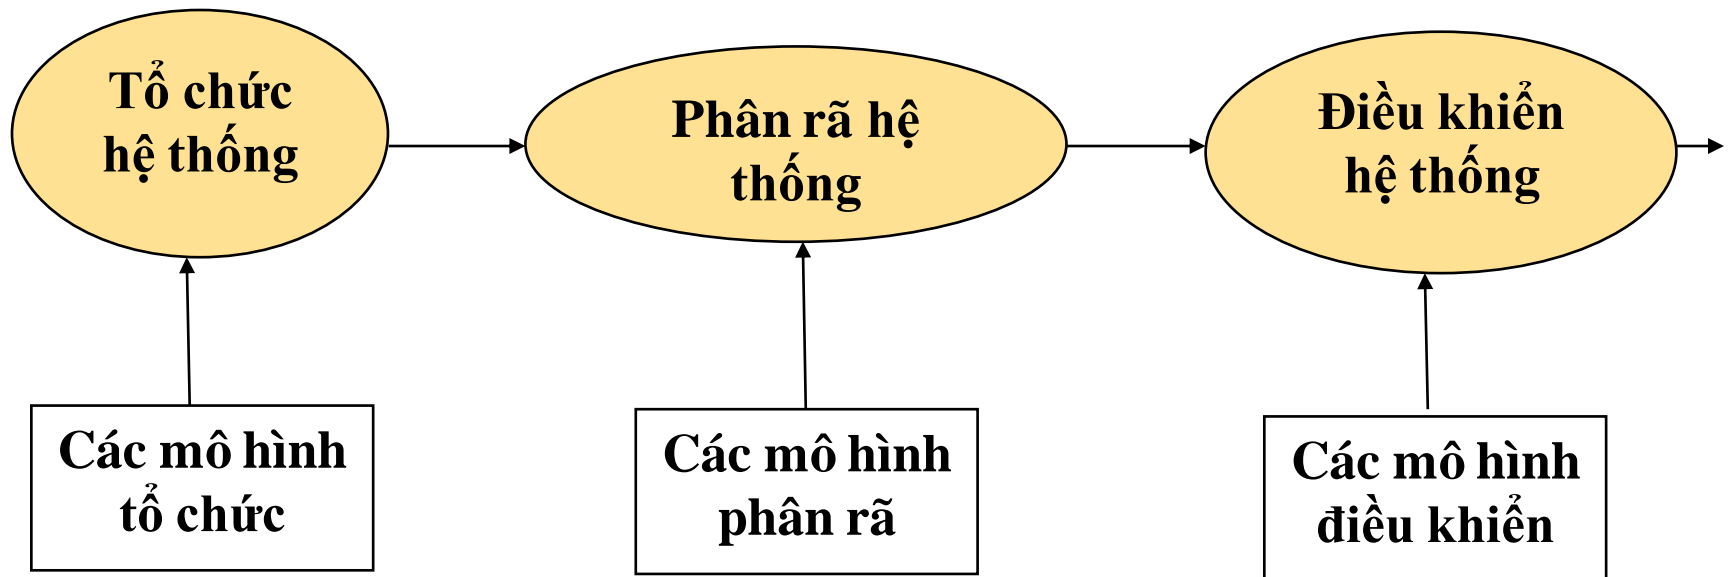 Tổ chức
hệ thống
Phân rã hệ
thống
Điều khiển
hệ thống
Các mô hình
tổ chức
Các mô hình
phân rã
Các mô hình
điều khiển